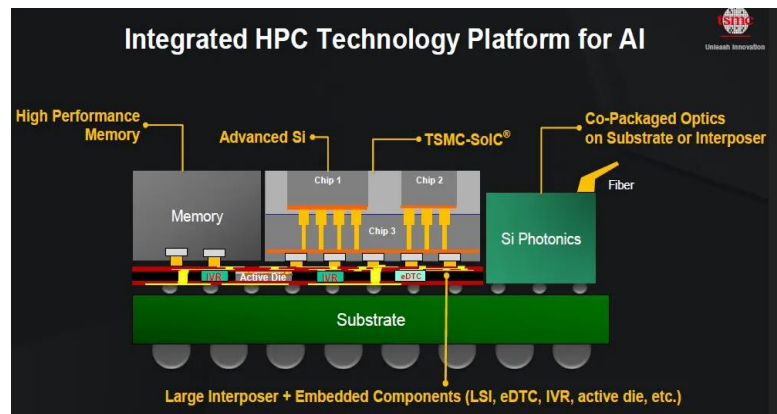 Integrated HPC Technology Platform for AI
tsmc
Unleash Innovation
High Performance
Memory
Advanced Si
TSMC-SoIC®
Co-Packaged Optics
on Substrate or Interposer
Fiber
Chip 1
Chip 2
Memory
Chip 3
Si Photonics
IVR
Active Die
IVR
eDTC
Substrate
Large Interposer + Embedded Components (LSI, eDTC, IVR, active die, etc.)